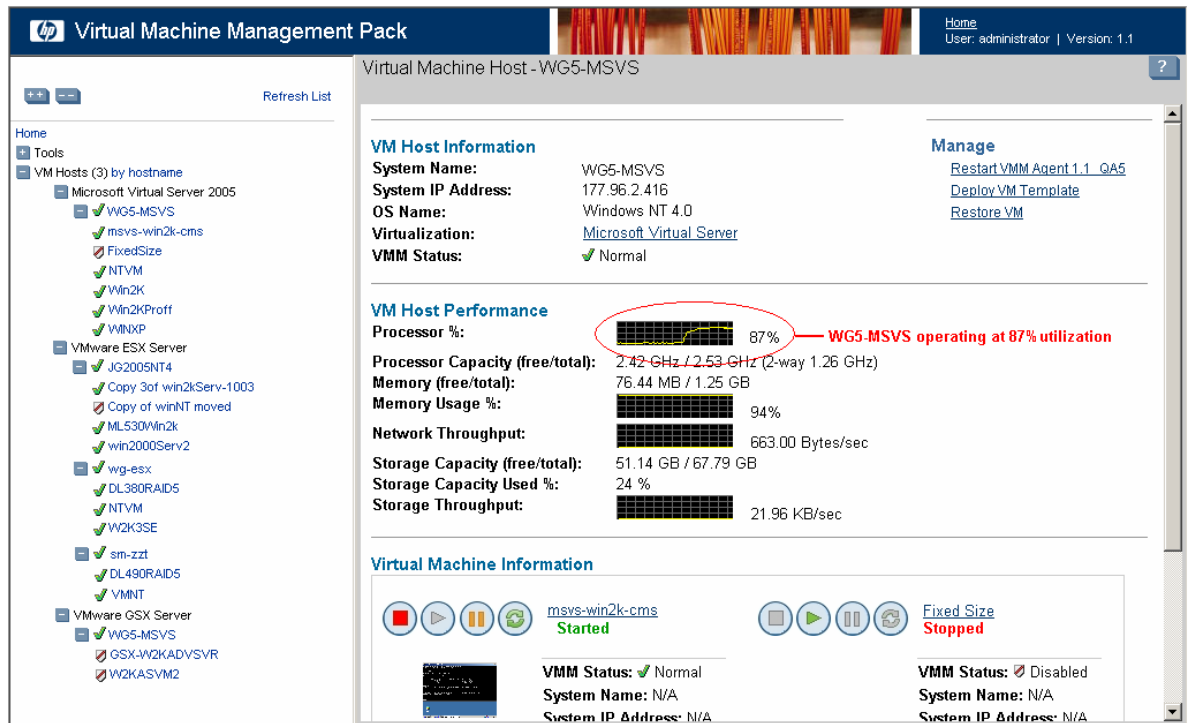 hp Virtual Machine Management Pack
Home
User: administrator | Version: 1.1
++ -- Refresh List
Home
+ Tools
- VM Hosts (3) by hostname
- Microsoft Virtual Server 2005
- WG5-MSVS
msvs-win2k-cms
FixedSize
NTVM
Win2K
Win2KProff
WINXP
- VMware ESX Server
- JG2005NT4
Copy 3of win2kServ-1003
Copy of winNT moved
ML530Win2k
win2000Serv2
- wg-esx
DL380RAID5
NTVM
W2K3SE
- sm-zzt
DL490RAID5
VMNT
- VMware GSX Server
- WG5-MSVS
GSX-W2KADVSVR
W2KASVM2
Virtual Machine Host - WG5-MSVS ?
VM Host Information
System Name: WG5-MSVS
System IP Address: 177.96.2.416
OS Name: Windows NT 4.0
Virtualization: Microsoft Virtual Server
VMM Status: Normal
Manage
Restart VMM Agent 1.1_QA5
Deploy VM Template
Restore VM
VM Host Performance
Processor %: 87% WG5-MSVS operating at 87% utilization
Processor Capacity (free/total): 2.42 GHz / 2.53 GHz (2-way 1.26 GHz)
Memory (free/total): 76.44 MB / 1.25 GB
Memory Usage %: 94%
Network Throughput: 663.00 Bytes/sec
Storage Capacity (free/total): 51.14 GB / 67.79 GB
Storage Capacity Used %: 24 %
Storage Throughput: 21.96 KB/sec
Virtual Machine Information
msvs-win2k-cms
Started
VMM Status: Normal
System Name: N/A
System IP Address: N/A
Fixed Size
Stopped
VMM Status: Disabled
System Name: N/A
System IP Address: N/A